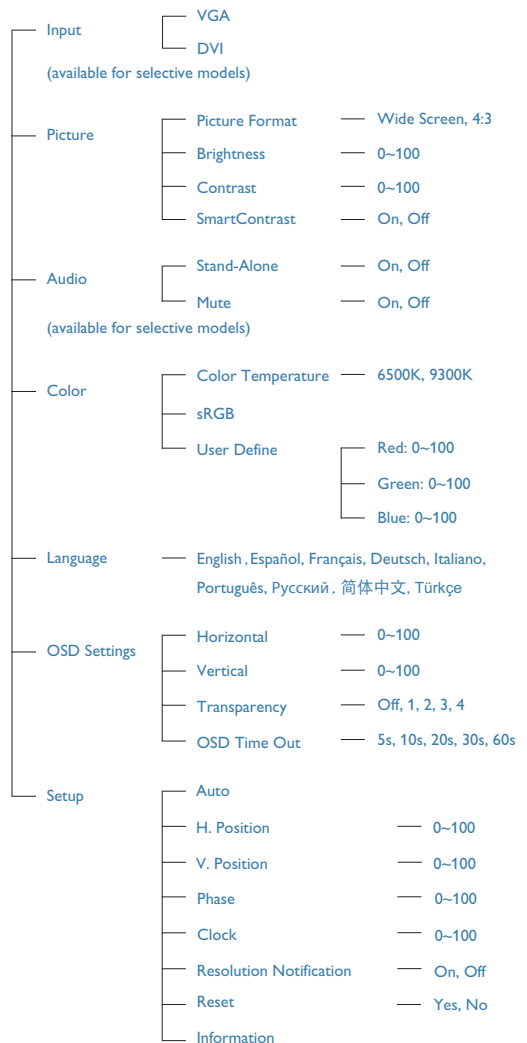 Input
VGA
DVI
(available for selective models)
Picture
Picture Format
Wide Screen, 4:3
Brightness
0~100
Contrast
0~100
SmartContrast
On, Off
Audio
Stand-Alone
On, Off
Mute
On, Off
(available for selective models)
Color
Color Temperature
6500K, 9300K
sRGB
User Define
Red: 0~100
Green: 0~100
Blue: 0~100
Language
English , Español, Français, Deutsch, Italiano,
Português, Русский , 简体中文, Türkçe
OSD Settings
Horizontal
0~100
Vertical
0~100
Transparency
Off, 1, 2, 3, 4
OSD Time Out
5s, 10s, 20s, 30s, 60s
Setup
Auto
H. Position
0~100
V. Position
0~100
Phase
0~100
Clock
0~100
Resolution Notification
On, Off
Reset
Yes, No
Information